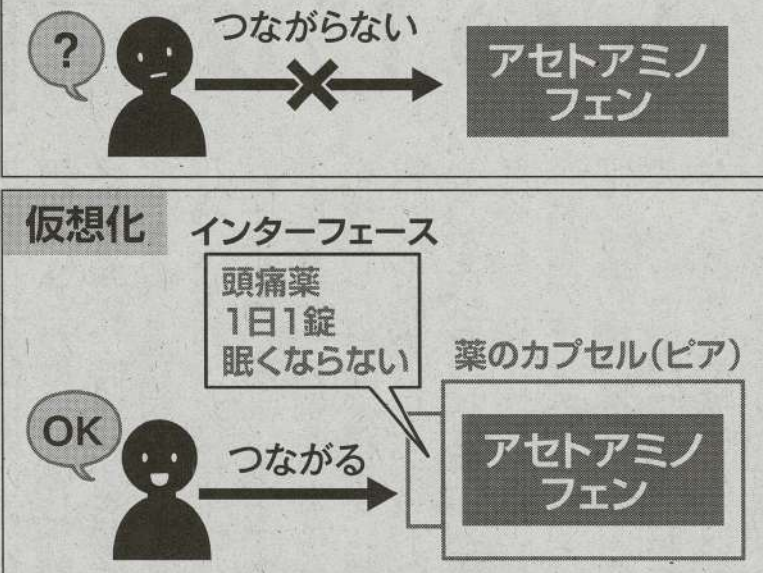 ?
つながらない
アセトアミノ
フェン
仮想化
インターフェース
頭痛薬
1日1錠
眠くならない
薬のカプセル(ピア)
OK
つながる
アセトアミノ
フェン